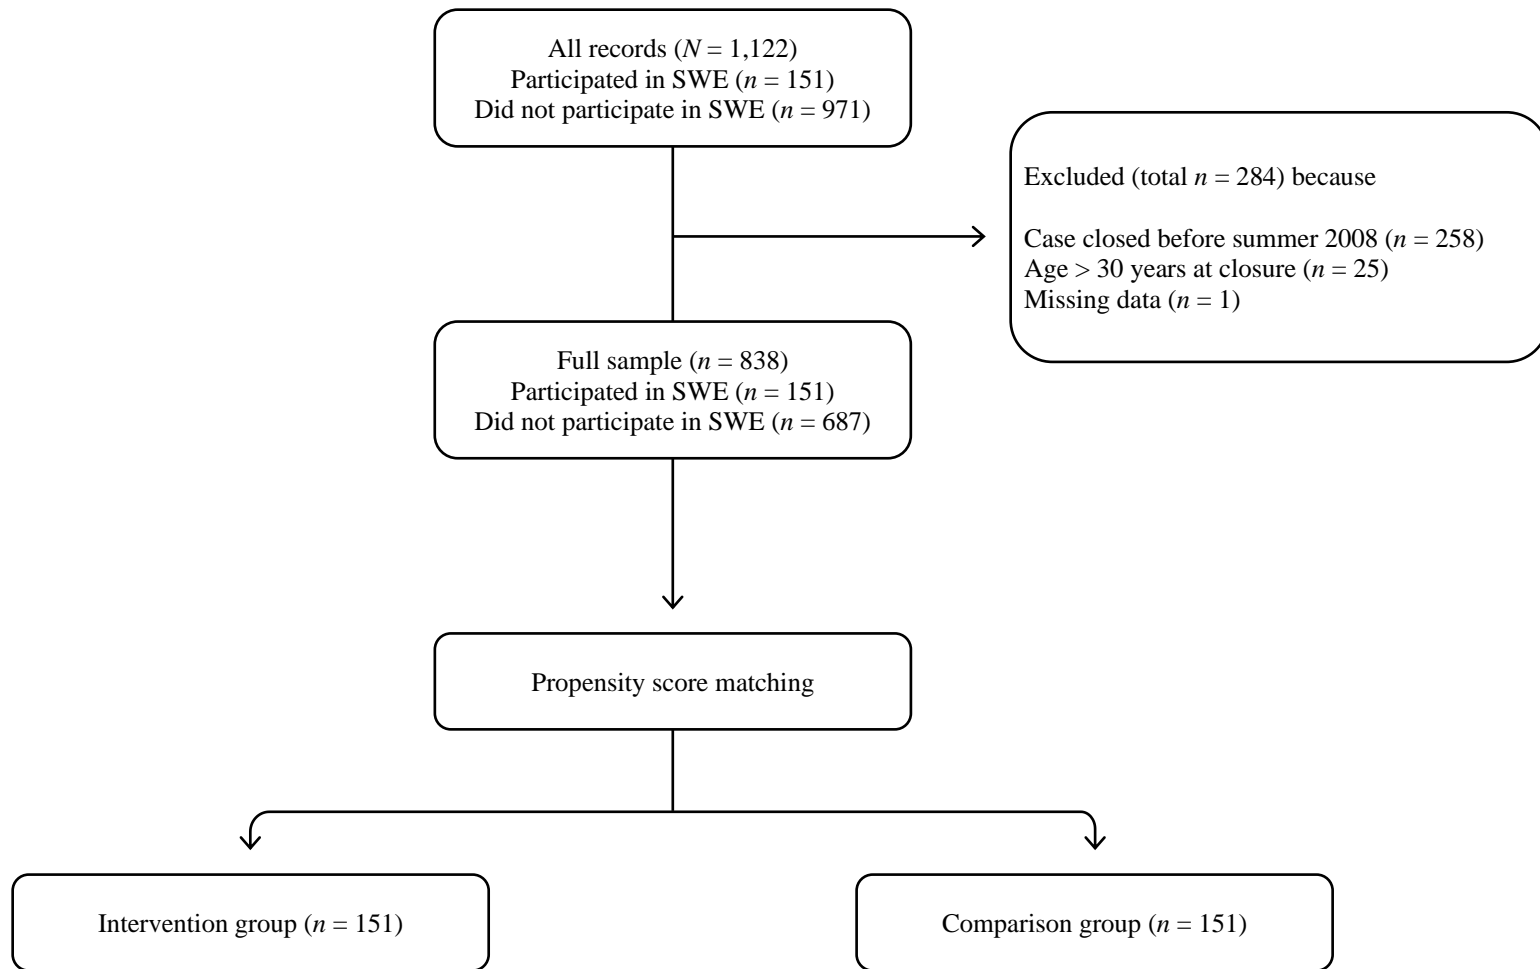 All records (N = 1,122)
Participated in SWE (n = 151)
Did not participate in SWE (n = 971)
Excluded (total n = 284) because
Case closed before summer 2008 (n = 258)
Age > 30 years at closure (n = 25)
Missing data (n = 1)
Full sample (n = 838)
Participated in SWE (n = 151)
Did not participate in SWE (n = 687)
Propensity score matching
Intervention group (n = 151)
Comparison group (n = 151)